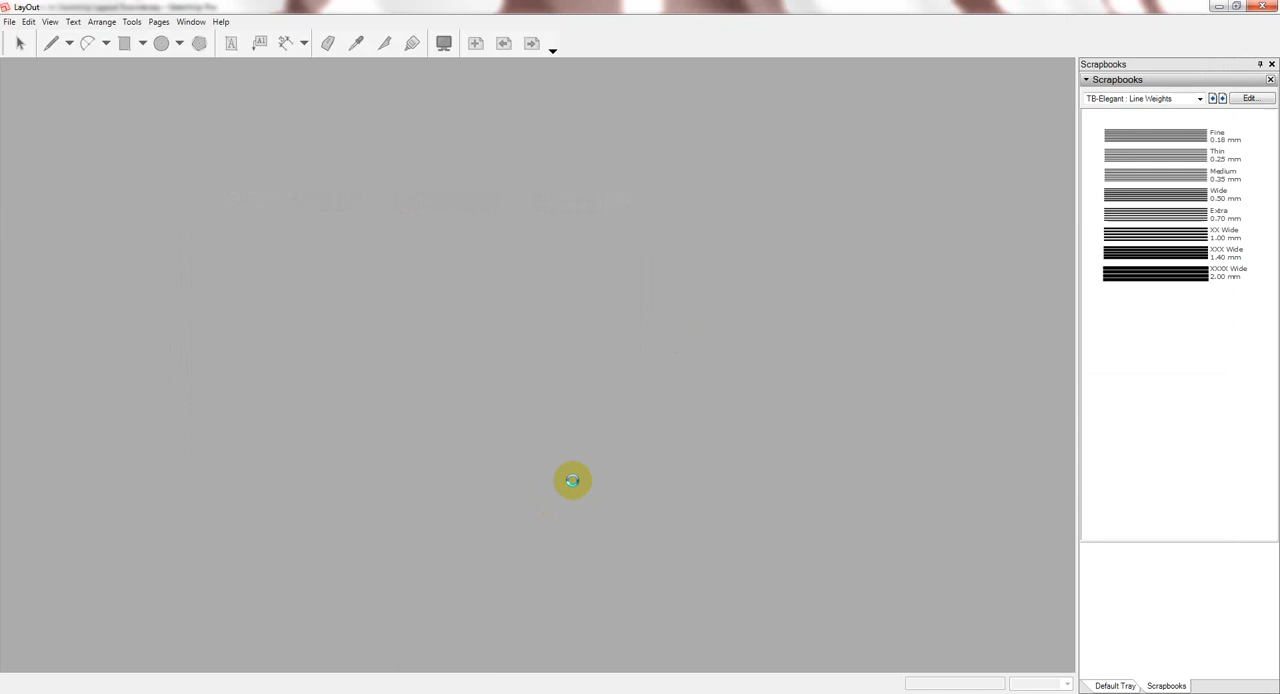 LayOut
File Edit View Text Arrange Tools Pages Window Help
Scrapbooks
Scrapbooks
TB-Elegant : Line Weights
Edit...
Fine
0.18 mm
Thin
0.25 mm
Medium
0.35 mm
Wide
0.50 mm
Extra
0.70 mm
XX Wide
1.00 mm
XXX Wide
1.40 mm
XXXX Wide
2.00 mm
Default Tray
Scrapbooks